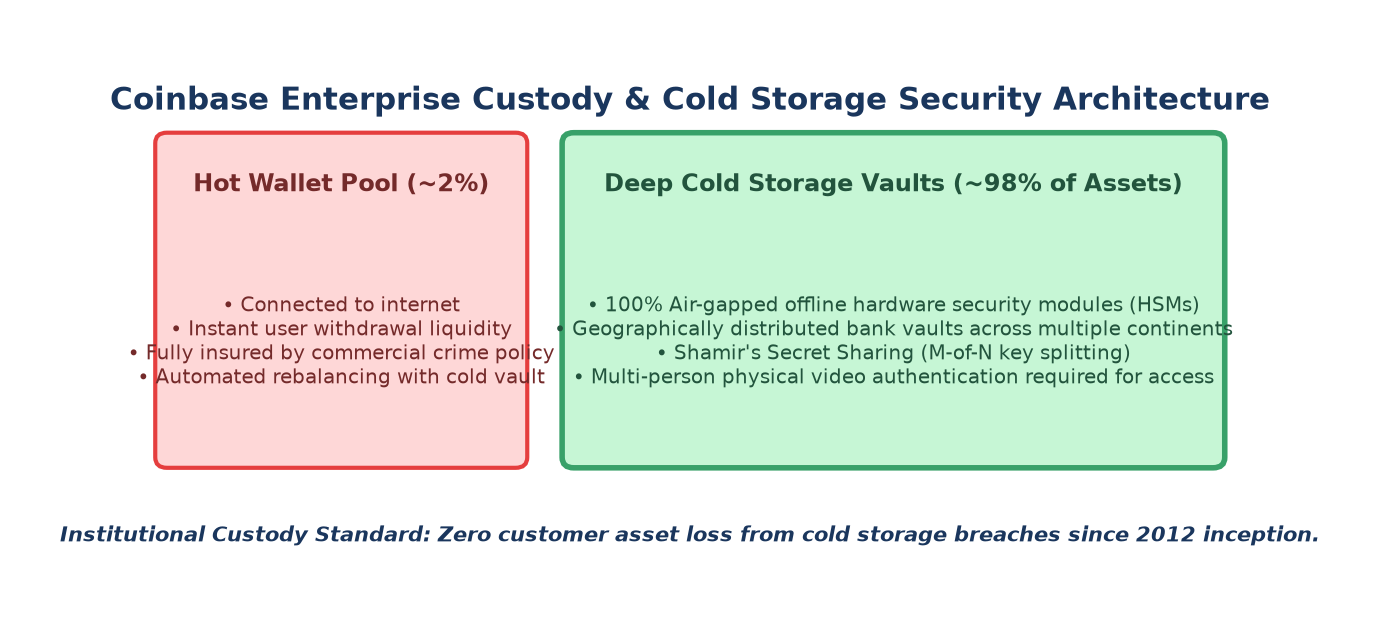 Coinbase Enterprise Custody & Cold Storage Security Architecture
Hot Wallet Pool (~2%)
• Connected to internet
• Instant user withdrawal liquidity
• Fully insured by commercial crime policy
• Automated rebalancing with cold vault
Deep Cold Storage Vaults (~98% of Assets)
• 100% Air-gapped offline hardware security modules (HSMs)
• Geographically distributed bank vaults across multiple continents
• Shamir's Secret Sharing (M-of-N key splitting)
• Multi-person physical video authentication required for access
Institutional Custody Standard: Zero customer asset loss from cold storage breaches since 2012 inception.